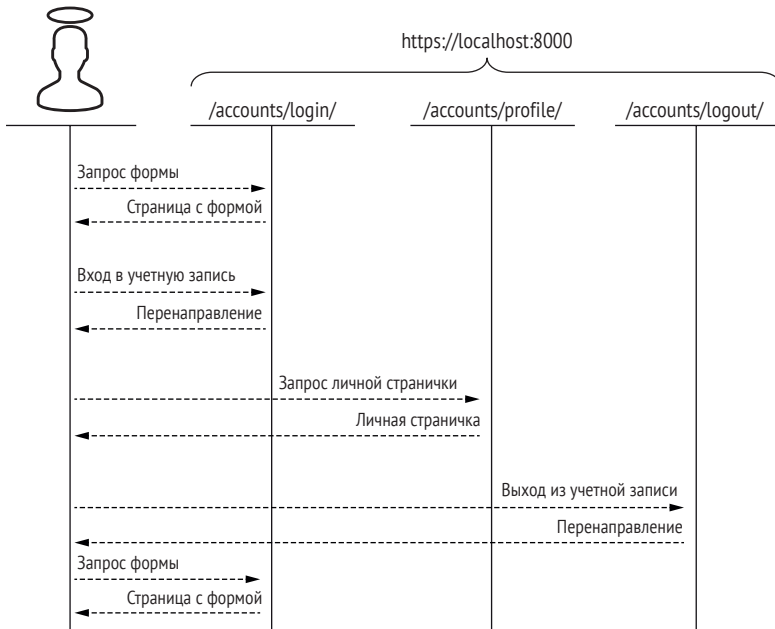 https://localhost:8000
/accounts/login/
/accounts/profile/
/accounts/logout/
Запрос формы
Страница с формой
Вход в учетную запись
Перенаправление
Запрос личной странички
Личная страничка
Выход из учетной записи
Перенаправление
Запрос формы
Страница с формой